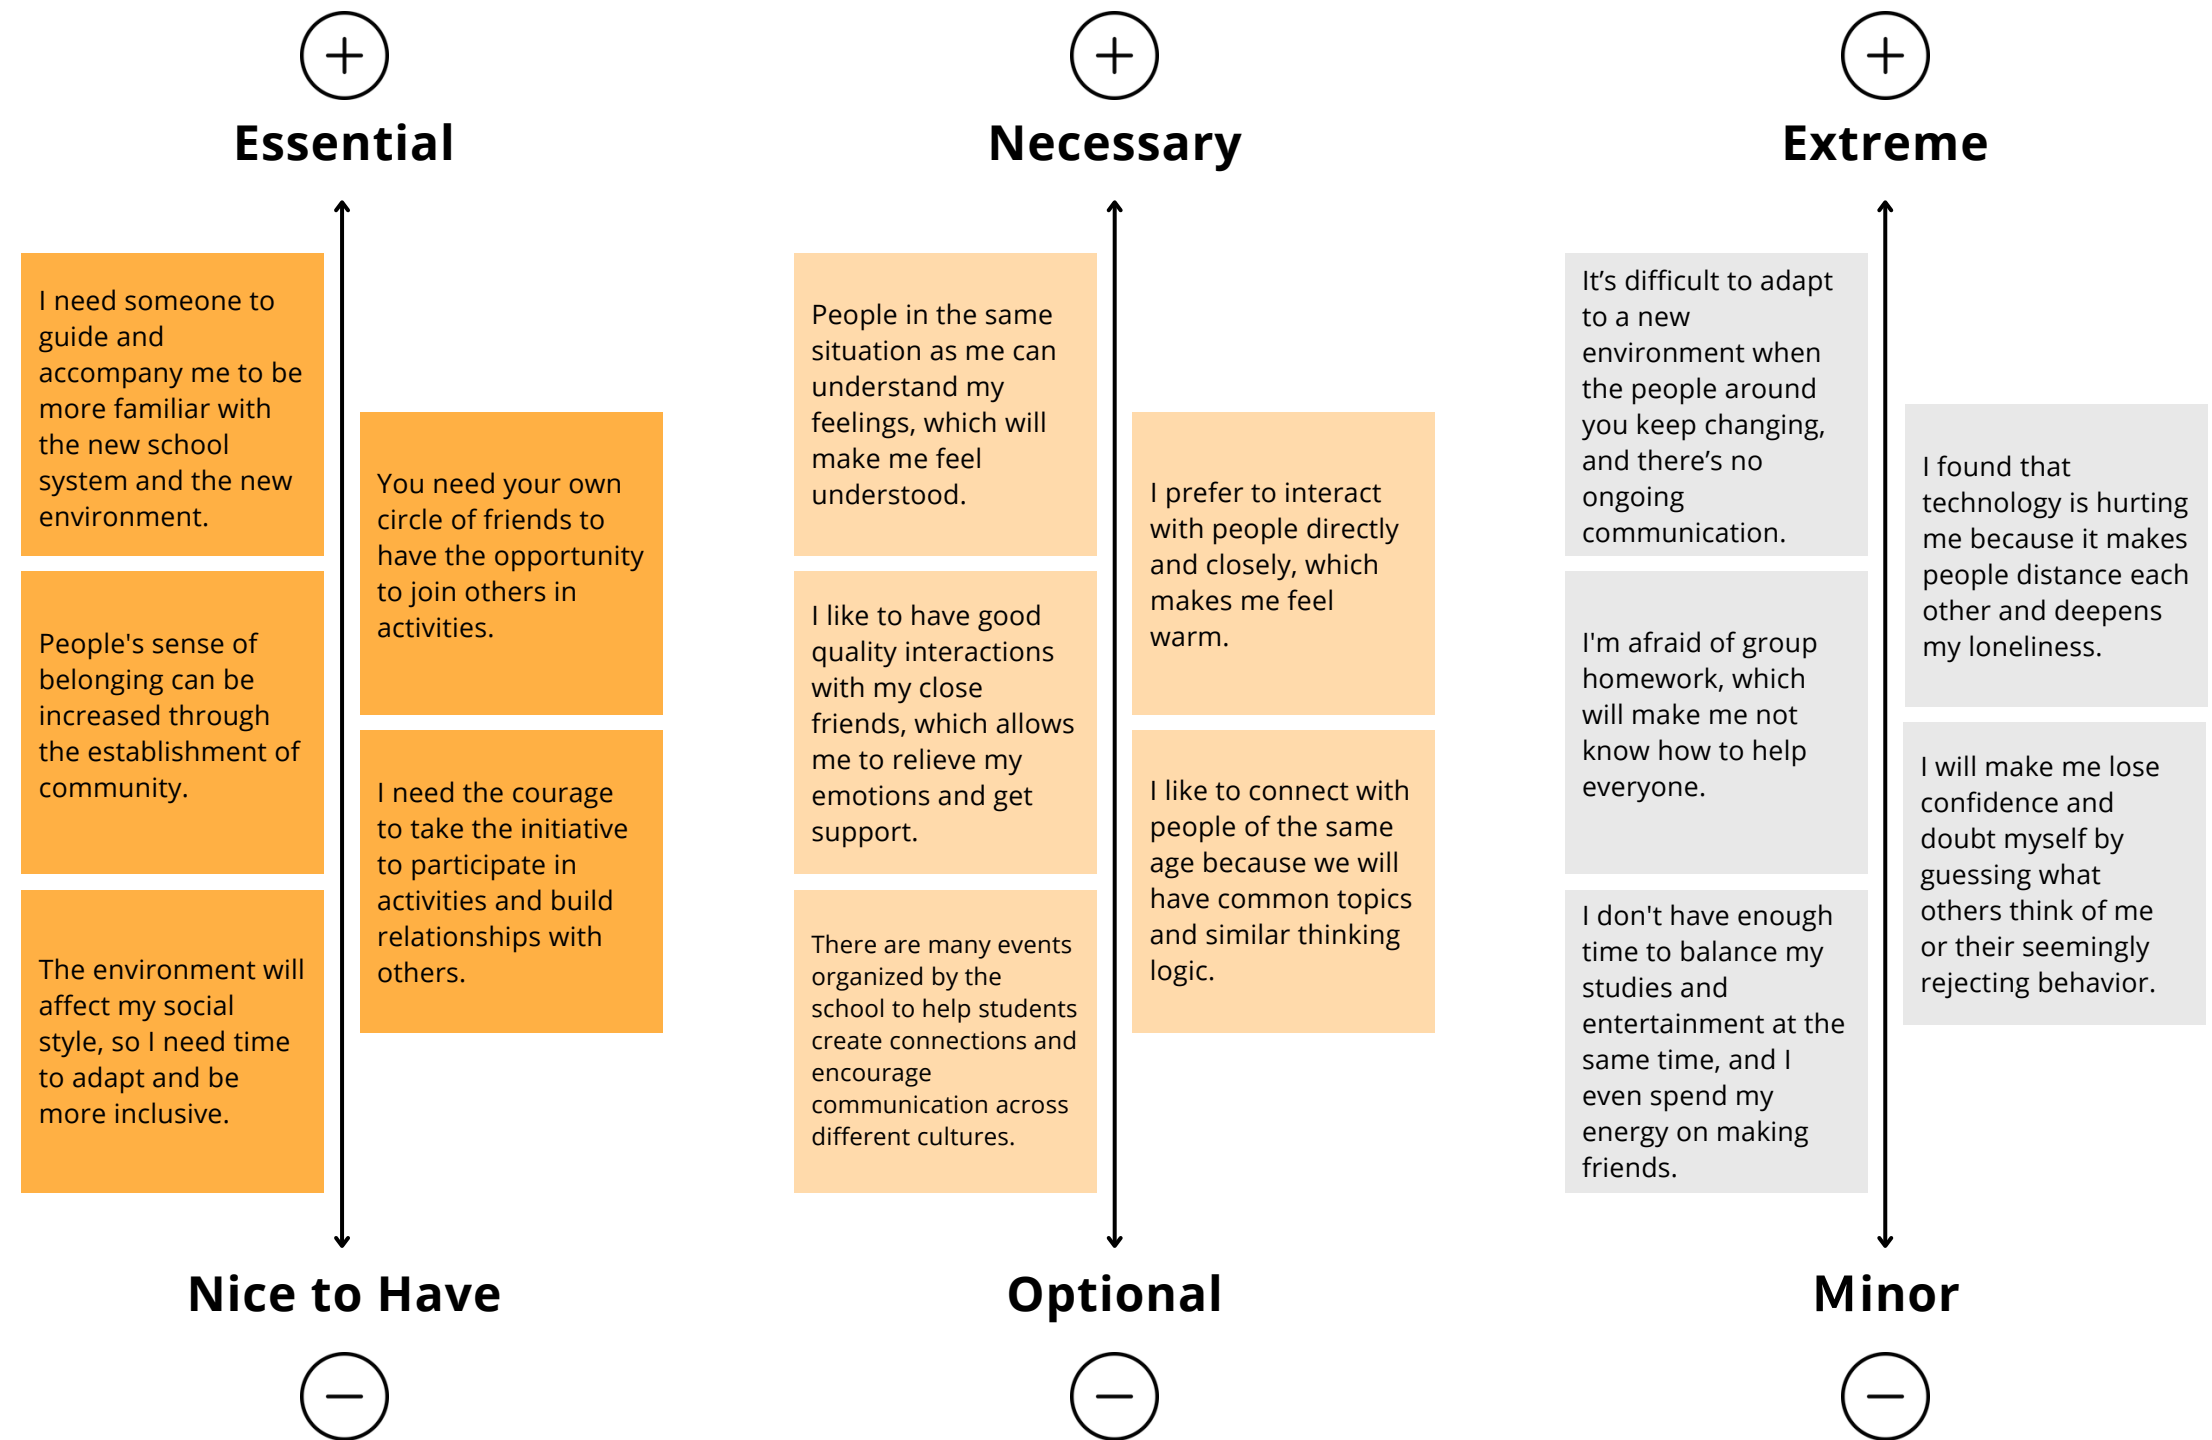 Essential
I need someone to
guide and
accompany me to be
more familiar with
the new school
system and the new
environment.
You need your own
circle of friends to
have the opportunity
to join others in
activities.
People's sense of
belonging can be
increased through
the establishment of
community.
I need the courage
to take the initiative
to participate in
activities and build
relationships with
others.
The environment will
affect my social
style, so I need time
to adapt and be
more inclusive.
Nice to Have
Necessary
People in the same
situation as me can
understand my
feelings, which will
make me feel
understood.
I prefer to interact
with people directly
and closely, which
makes me feel
warm.
I like to have good
quality interactions
with my close
friends, which allows
me to relieve my
emotions and get
support.
I like to connect with
people of the same
age because we will
have common topics
and similar thinking
logic.
There are many events
organized by the
school to help students
create connections and
encourage
communication across
different cultures.
Optional
Extreme
It’s difficult to adapt
to a new
environment when
the people around
you keep changing,
and there’s no
ongoing
communication.
I found that
technology is hurting
me because it makes
people distance each
other and deepens
my loneliness.
I'm afraid of group
homework, which
will make me not
know how to help
everyone.
I will make me lose
confidence and
doubt myself by
guessing what
others think of me
or their seemingly
rejecting behavior.
I don't have enough
time to balance my
studies and
entertainment at the
same time, and I
even spend my
energy on making
friends.
Minor